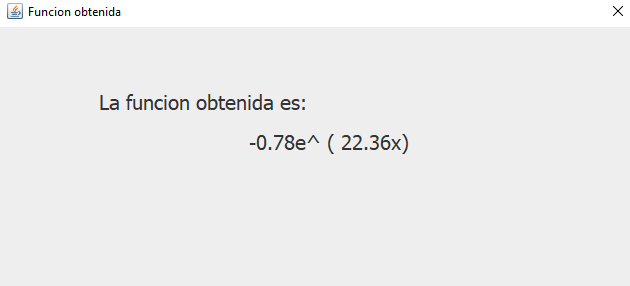 Funcion obtenida
La funcion obtenida es:
-0.78e^ ( 22.36x)